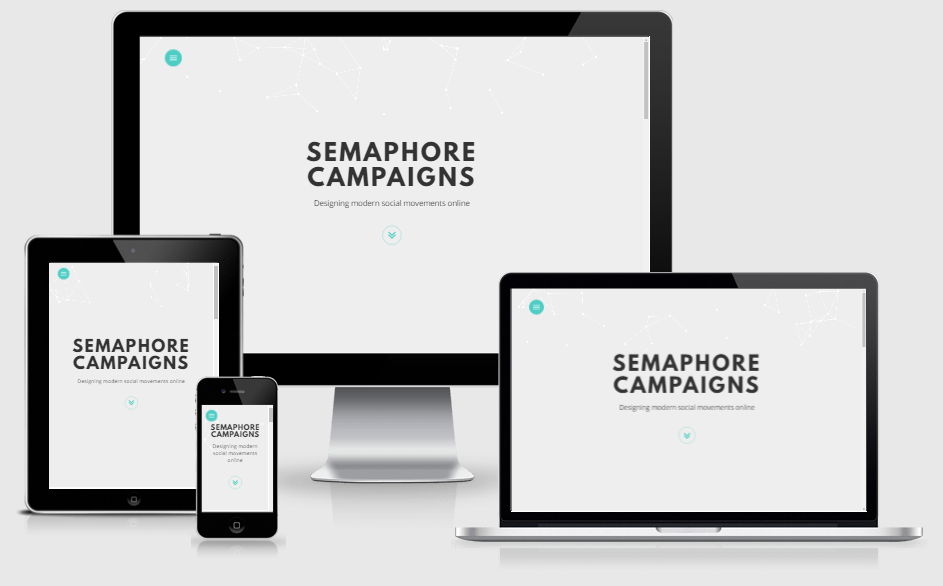 SEMAPHORE
CAMPAIGNS
Designing modern social movements online
SEMAPHORE
CAMPAIGNS
Designing modern social movements online
SEMAPHORE
CAMPAIGNS
Designing modern
social movements
online
SEMAPHORE
CAMPAIGNS
Designing modern social movements online